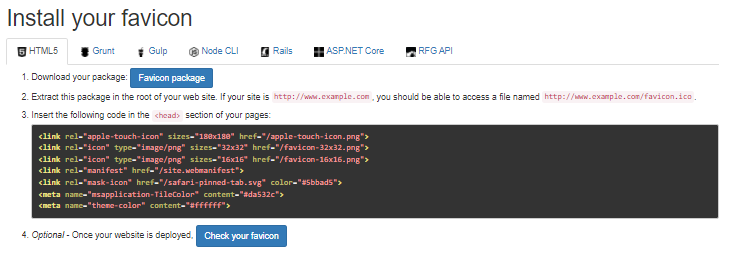 Install your favicon
HTML5 Grunt Gulp Node CLI Rails ASP.NET Core RFG API
1. Download your package: Favicon package
2. Extract this package in the root of your web site. If your site is http://www.example.com , you should be able to access a file named http://www.example.com/favicon.ico .
3. Insert the following code in the <head> section of your pages:
<link rel="apple-touch-icon" sizes="180x180" href="/apple-touch-icon.png">
<link rel="icon" type="image/png" sizes="32x32" href="/favicon-32x32.png">
<link rel="icon" type="image/png" sizes="16x16" href="/favicon-16x16.png">
<link rel="manifest" href="/site.webmanifest">
<link rel="mask-icon" href="/safari-pinned-tab.svg" color="#5bbad5">
<meta name="msapplication-TileColor" content="#da532c">
<meta name="theme-color" content="#ffffff">
4. Optional - Once your website is deployed, Check your favicon